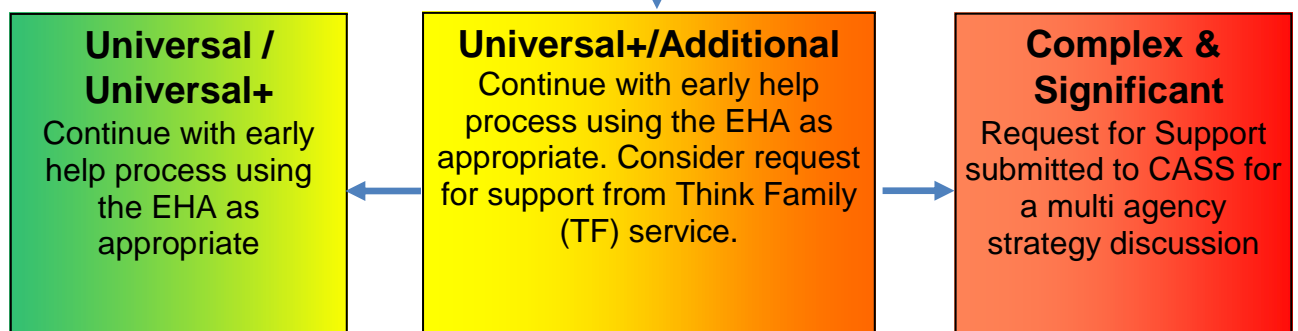 Universal /
Universal+
Continue with early
help process using
the EHA as
appropriate
Universal+/Additional
Continue with early help
process using the EHA as
appropriate. Consider request
for support from Think Family
(TF) service.
Complex &
Significant
Request for Support
submitted to CASS for
a multi agency
strategy discussion